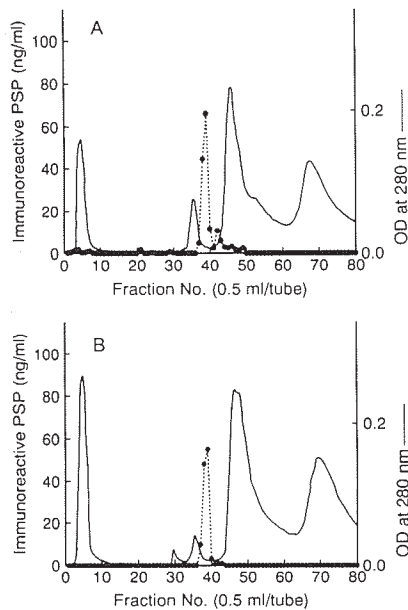 A
100
80
60
40
20
0
Immunoreactive PSP (ng/ml)
0.2
0.0
OD at 280 nm ——
0 10 20 30 40 50 60 70 80
Fraction No. (0.5 ml/tube)
B
100
80
60
40
20
0
Immunoreactive PSP (ng/ml)
0.2
0.0
OD at 280 nm ——
0 10 20 30 40 50 60 70 80
Fraction No. (0.5 ml/tube)